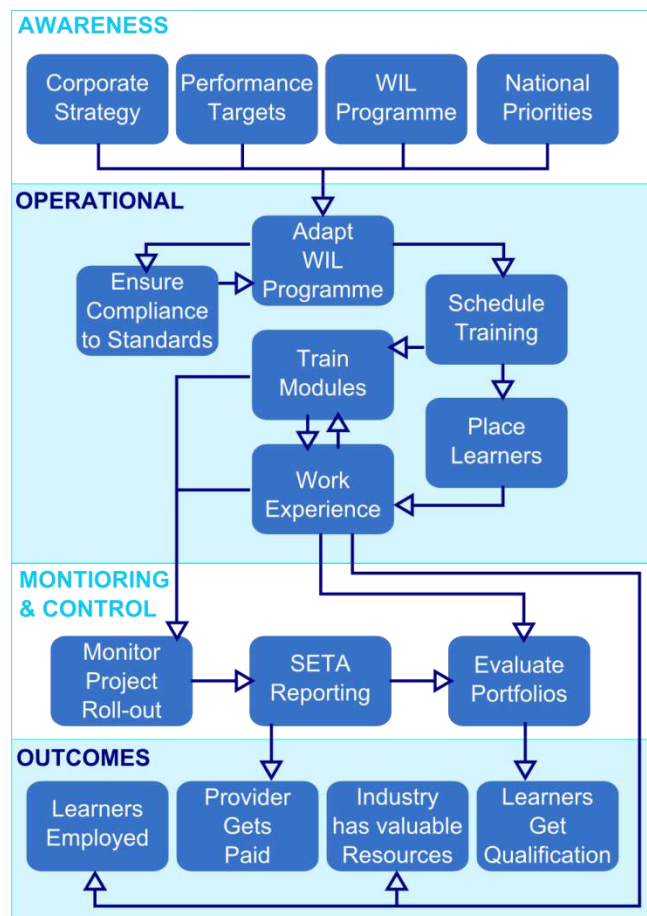 AWARENESS
Corporate
Strategy
Performance
Targets
WIL
Programme
National
Priorities
OPERATIONAL
Adapt
WIL
Programme
Ensure
Compliance
to Standards
Schedule
Training
Train
Modules
Place
Learners
Work
Experience
MONTIORING
& CONTROL
Monitor
Project
Roll-out
SETA
Reporting
Evaluate
Portfolios
OUTCOMES
Learners
Employed
Provider
Gets
Paid
Industry
has valuable
Resources
Learners
Get
Qualification